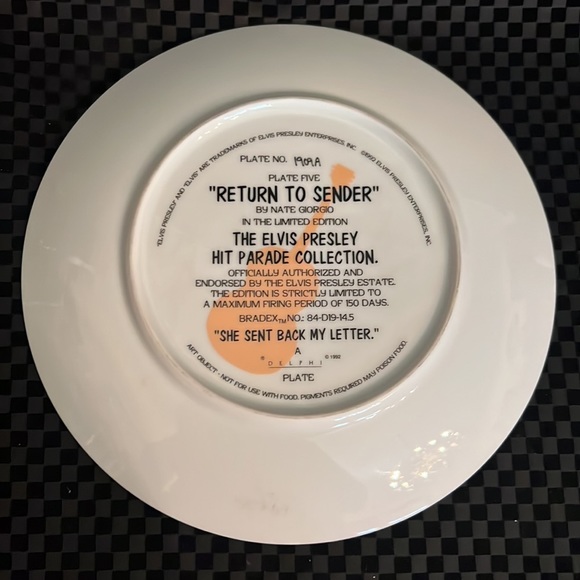 "ELVIS PRESLEY" AND "ELVIS" ARE TRADEMARKS OF ELVIS PRESLEY ENTERPRISES, INC. ©1992 ELVIS PRESLEY ENTERPRISES, INC.
PLATE NO. 1909A
PLATE FIVE
"RETURN TO SENDER"
BY NATE GIORGIO
IN THE LIMITED EDITION
THE ELVIS PRESLEY
HIT PARADE COLLECTION.
OFFICIALLY AUTHORIZED AND
ENDORSED BY THE ELVIS PRESLEY ESTATE.
THE EDITION IS STRICTLY LIMITED TO
A MAXIMUM FIRING PERIOD OF 150 DAYS.
BRADEX™ NO.: 84-D19-14.5
"SHE SENT BACK MY LETTER."
A
® DELPHI © 1992
PLATE
ART OBJECT - NOT FOR USE WITH FOOD. PIGMENTS REQUIRED MAY POISON FOOD.